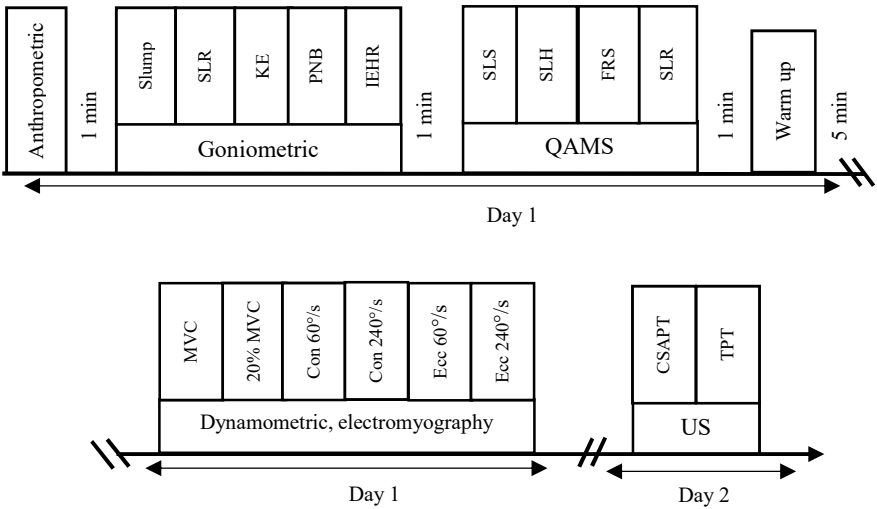 Anthropometric
1 min
Slump
SLR
KE
PNB
IEHR
Goniometric
1 min
SLS
SLH
FRS
SLR
QAMS
1 min
Warm up
5 min
Day 1
MVC
20% MVC
Con 60°/s
Con 240°/s
Ecc 60°/s
Ecc 240°/s
Dynamometric, electromyography
Day 1
CSAPT
TPT
US
Day 2